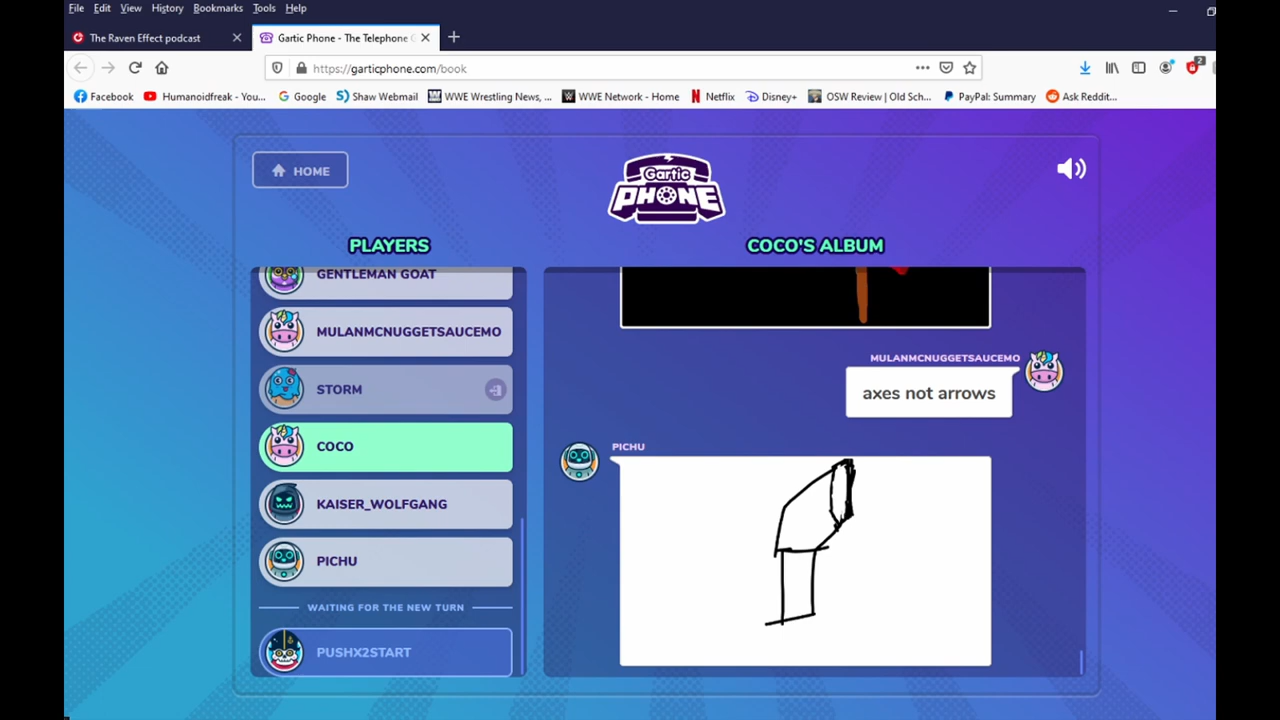 File Edit View History Bookmarks Tools Help
The Raven Effect podcast
Gartic Phone - The Telephone G
https://garticphone.com/book
2
Facebook Humanoidfreak - You... Google Shaw Webmail WWE Wrestling News, ... WWE Network - Home Netflix Disney+ OSW Review | Old Sch... PayPal: Summary Ask Reddit...
HOME
Gartic
PHONE
PLAYERS
COCO'S ALBUM
GENTLEMAN GOAT
MULANMCNUGGETSAUCEMO
STORM
COCO
KAISER_WOLFGANG
PICHU
WAITING FOR THE NEW TURN
PUSHX2START
MULANMCNUGGETSAUCEMO
axes not arrows
PICHU